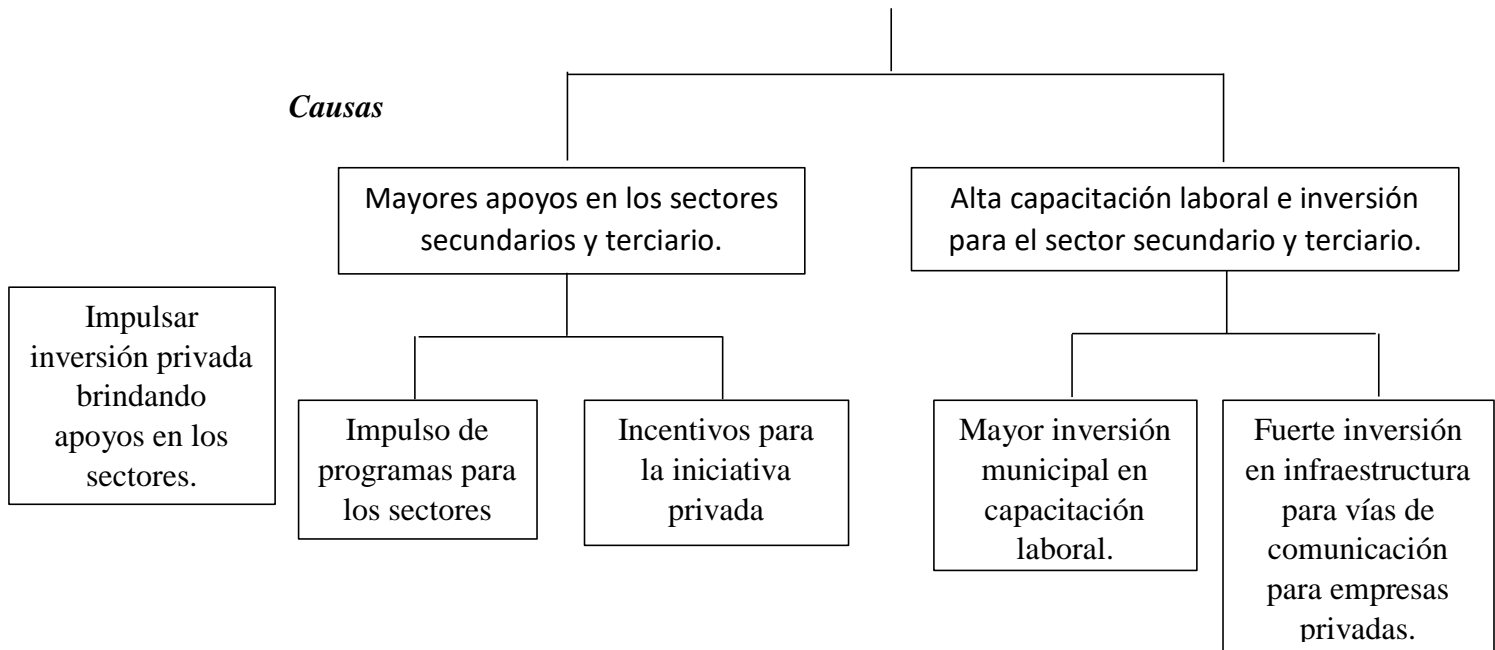 Causas
Mayores apoyos en los sectores
secundarios y terciario.
Alta capacitación laboral e inversión
para el sector secundario y terciario.
Impulsar
inversión privada
brindando
apoyos en los
sectores.
Impulso de
programas para
los sectores
Incentivos para
la iniciativa
privada
Mayor inversión
municipal en
capacitación
laboral.
Fuerte inversión
en infraestructura
para vías de
comunicación
para empresas
privadas.